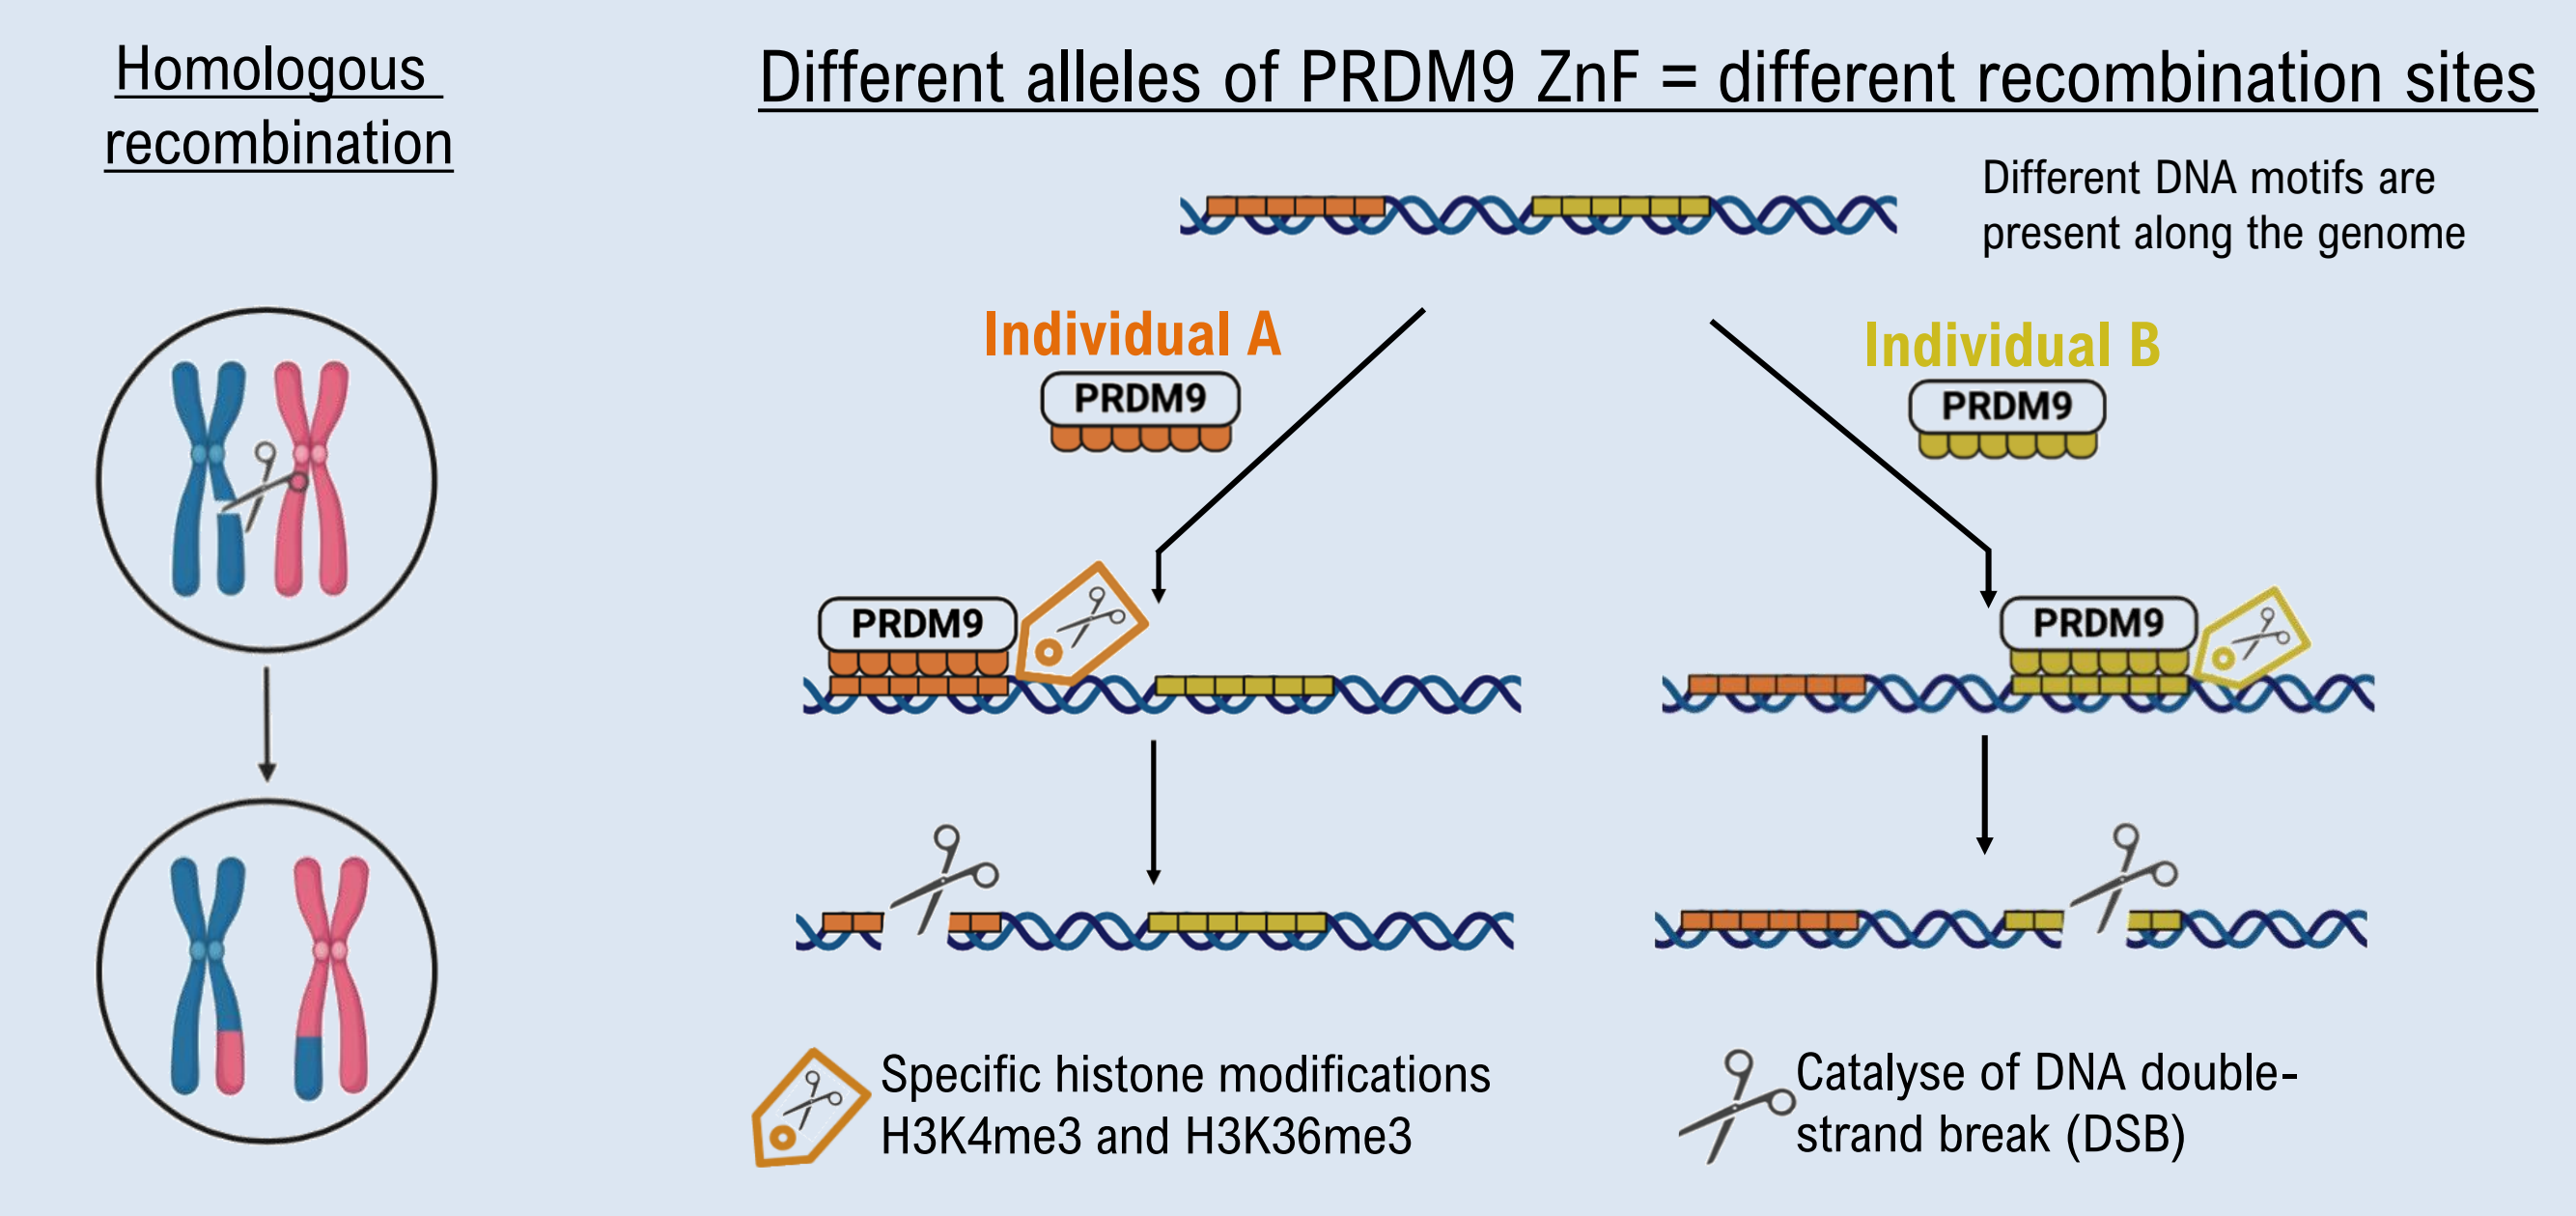 Homologous
recombination
Different alleles of PRDM9 ZnF = different recombination sites
Different DNA motifs are
present along the genome
Individual A
PRDM9
Individual B
PRDM9
PRDM9
PRDM9
Specific histone modifications
H3K4me3 and H3K36me3
Catalyse of DNA double-
strand break (DSB)